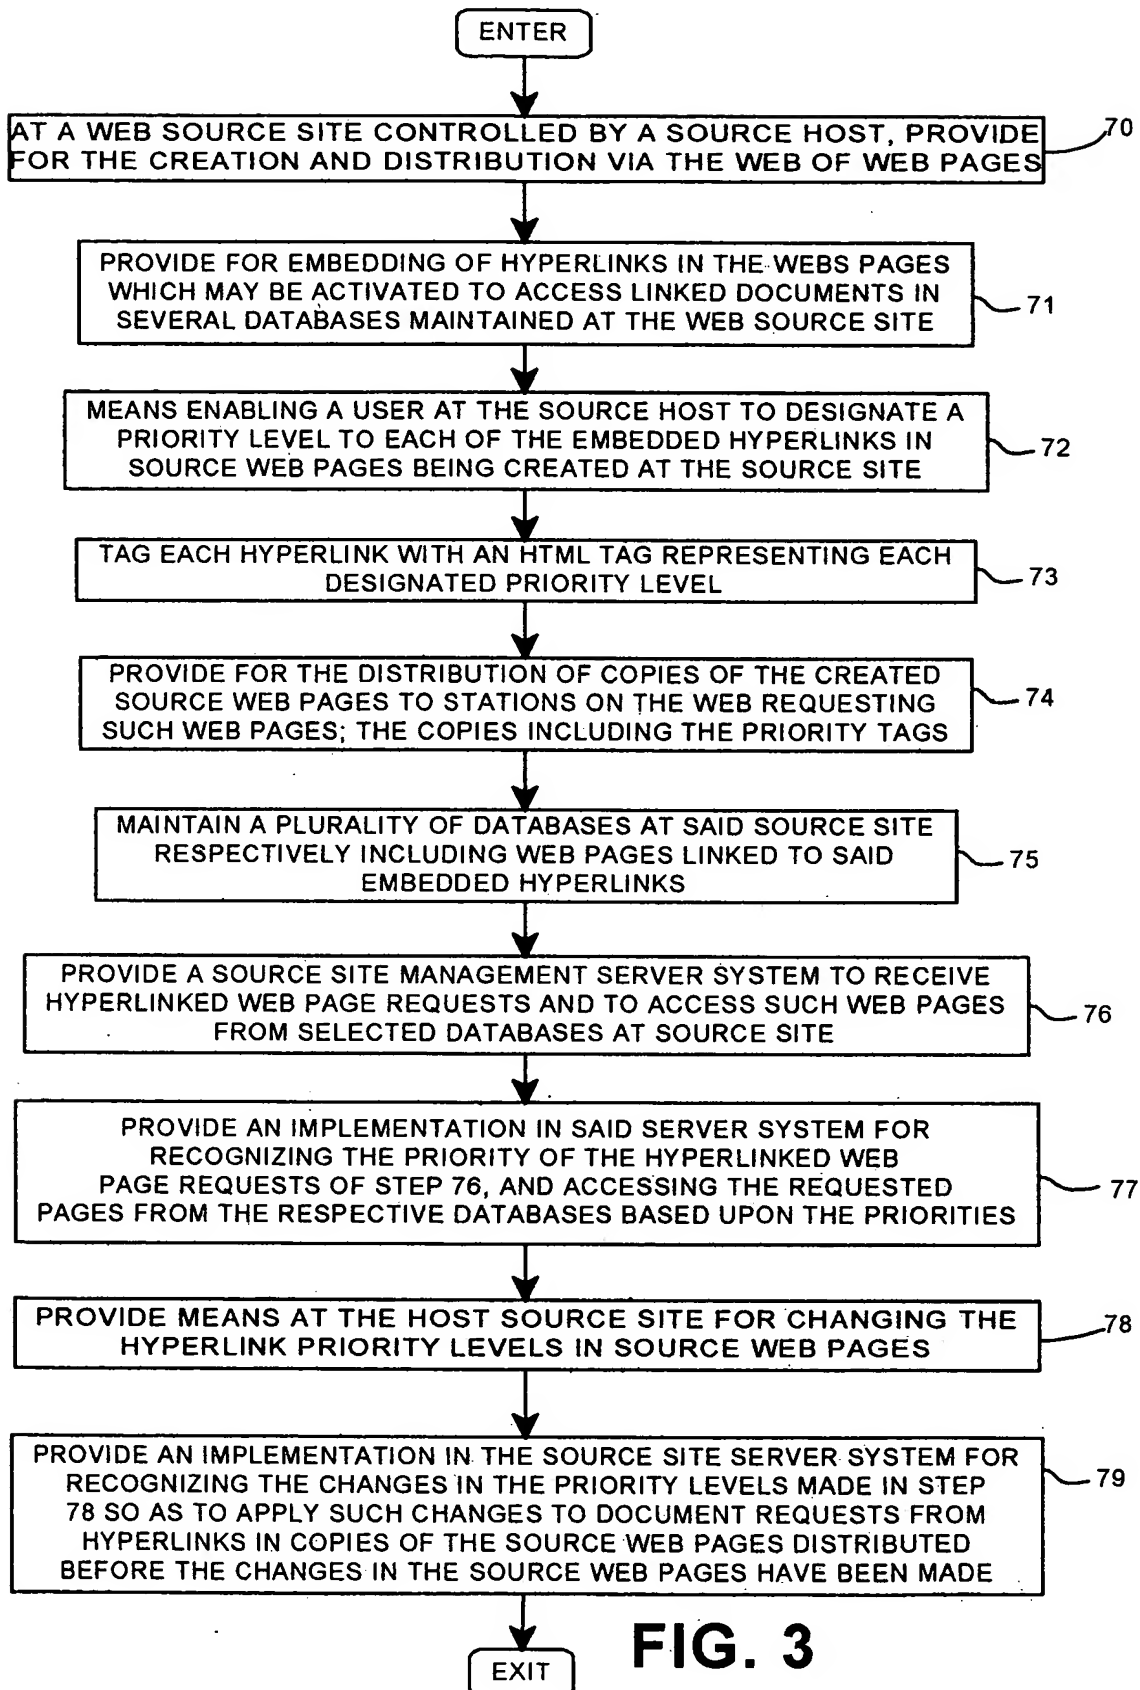 ENTER
AT A WEB SOURCE SITE CONTROLLED BY A SOURCE HOST, PROVIDE
FOR THE CREATION AND DISTRIBUTION VIA THE WEB OF WEB PAGES
70
PROVIDE FOR EMBEDDING OF HYPERLINKS IN THE WEBS PAGES
WHICH MAY BE ACTIVATED TO ACCESS LINKED DOCUMENTS IN
SEVERAL DATABASES MAINTAINED AT THE WEB SOURCE SITE
71
MEANS ENABLING A USER AT THE SOURCE HOST TO DESIGNATE A
PRIORITY LEVEL TO EACH OF THE EMBEDDED HYPERLINKS IN
SOURCE WEB PAGES BEING CREATED AT THE SOURCE SITE
72
TAG EACH HYPERLINK WITH AN HTML TAG REPRESENTING EACH
DESIGNATED PRIORITY LEVEL
73
PROVIDE FOR THE DISTRIBUTION OF COPIES OF THE CREATED
SOURCE WEB PAGES TO STATIONS ON THE WEB REQUESTING
SUCH WEB PAGES; THE COPIES INCLUDING THE PRIORITY TAGS
74
MAINTAIN A PLURALITY OF DATABASES AT SAID SOURCE SITE
RESPECTIVELY INCLUDING WEB PAGES LINKED TO SAID
EMBEDDED HYPERLINKS
75
PROVIDE A SOURCE SITE MANAGEMENT SERVER SYSTEM TO RECEIVE
HYPERLINKED WEB PAGE REQUESTS AND TO ACCESS SUCH WEB PAGES
FROM SELECTED DATABASES AT SOURCE SITE
76
PROVIDE AN IMPLEMENTATION IN SAID SERVER SYSTEM FOR
RECOGNIZING THE PRIORITY OF THE HYPERLINKED WEB
PAGE REQUESTS OF STEP 76, AND ACCESSING THE REQUESTED
PAGES FROM THE RESPECTIVE DATABASES BASED UPON THE PRIORITIES
77
PROVIDE MEANS AT THE HOST SOURCE SITE FOR CHANGING THE
HYPERLINK PRIORITY LEVELS IN SOURCE WEB PAGES
78
PROVIDE AN IMPLEMENTATION IN THE SOURCE SITE SERVER SYSTEM FOR
RECOGNIZING THE CHANGES IN THE PRIORITY LEVELS MADE IN STEP
78 SO AS TO APPLY SUCH CHANGES TO DOCUMENT REQUESTS FROM
HYPERLINKS IN COPIES OF THE SOURCE WEB PAGES DISTRIBUTED
BEFORE THE CHANGES IN THE SOURCE WEB PAGES HAVE BEEN MADE
79
EXIT
FIG. 3